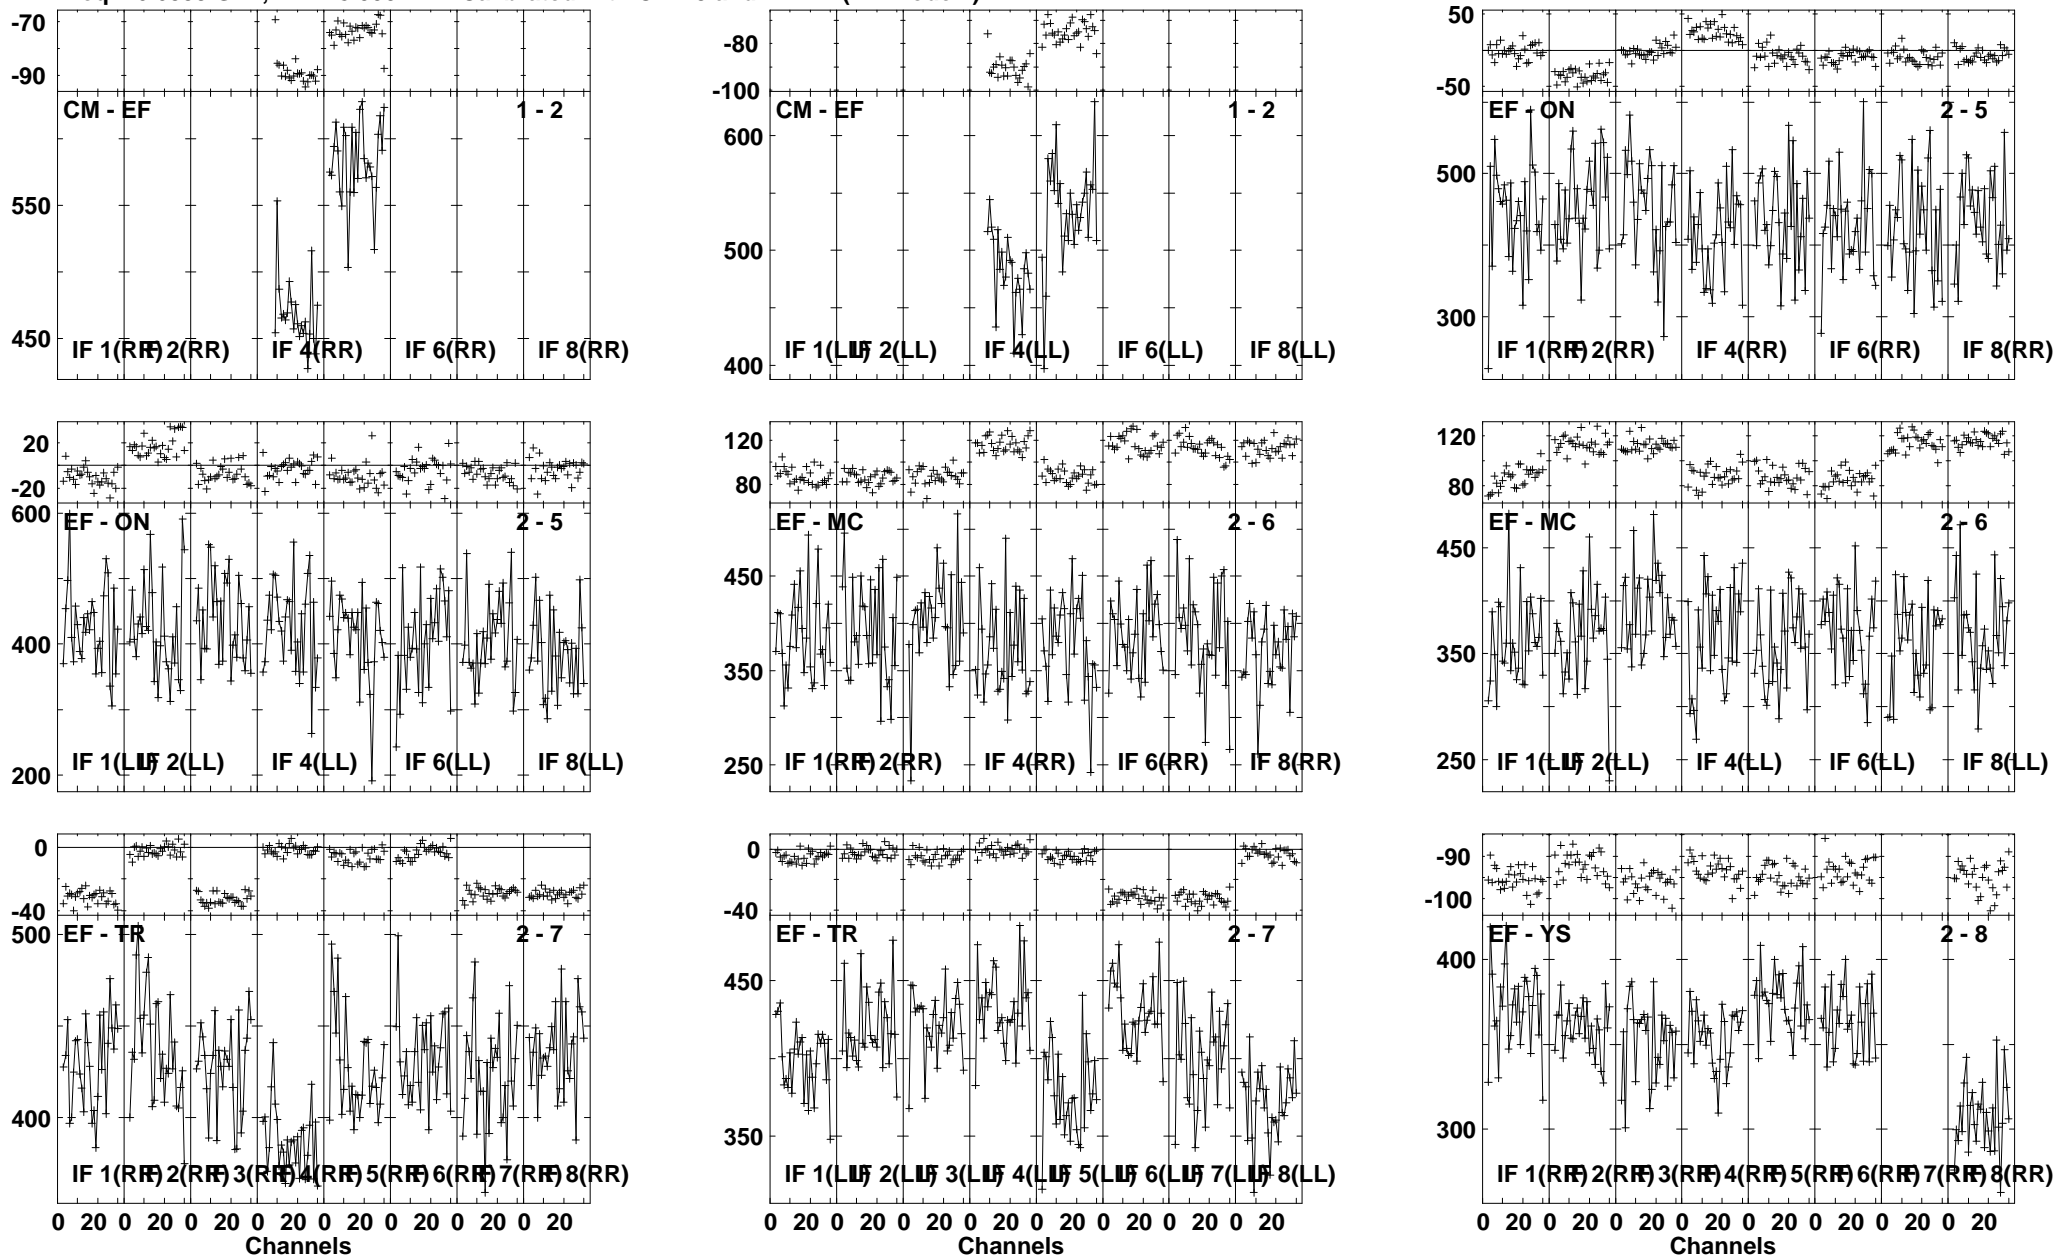 -70
-90
CM - EF
1 - 2
550
450
IF 1(RR)
IF 2(RR)
IF 4(RR)
IF 6(RR)
IF 8(RR)
-80
-100
CM - EF
1 - 2
600
500
400
IF 1(LL)
IF 2(LL)
IF 4(LL)
IF 6(LL)
IF 8(LL)
50
-50
EF - ON
2 - 5
500
300
IF 1(RR)
IF 2(RR)
IF 4(RR)
IF 6(RR)
IF 8(RR)
20
-20
600
EF - ON
2 - 5
400
200
IF 1(LL)
IF 2(LL)
IF 4(LL)
IF 6(LL)
IF 8(LL)
120
80
EF - MC
2 - 6
450
350
250
IF 1(RR)
IF 2(RR)
IF 4(RR)
IF 6(RR)
IF 8(RR)
120
80
EF - MC
2 - 6
450
350
250
IF 1(LL)
IF 2(LL)
IF 4(LL)
IF 6(LL)
IF 8(LL)
0
-40
500
EF - TR
2 - 7
400
IF 1(RR)
IF 2(RR)
IF 3(RR)
IF 4(RR)
IF 5(RR)
IF 6(RR)
IF 7(RR)
IF 8(RR)
0 20 0 20 0 20 0 20 0 20 0 20 0 20 0 20
Channels
0
-40
EF - TR
2 - 7
450
350
IF 1(LL)
IF 2(LL)
IF 3(LL)
IF 4(LL)
IF 5(LL)
IF 6(LL)
IF 7(LL)
IF 8(LL)
0 20 0 20 0 20 0 20 0 20 0 20 0 20 0 20
Channels
-90
-100
EF - YS
2 - 8
400
300
IF 1(RR)
IF 2(RR)
IF 3(RR)
IF 4(RR)
IF 5(RR)
IF 6(RR)
IF 7(RR)
IF 8(RR)
0 20 0 20 0 20 0 20 0 20 0 20 0 20 0 20
Channels